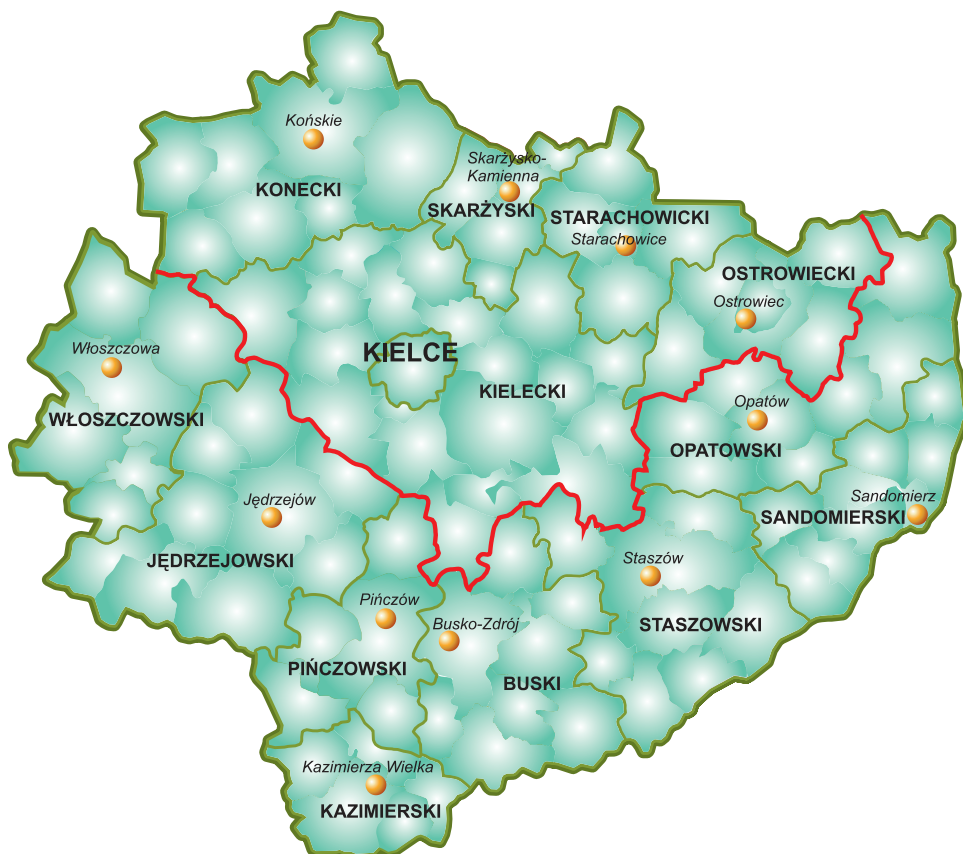 Końskie
Skarżysko-
Kamienna
KONECKI
SKARŻYSKI
STARACHOWICKI
Starachowice
OSTROWIECKI
Ostrowiec
Włoszczowa
KIELCE
KIELECKI
WŁOSZCZOWSKI
Opatów
OPATOWSKI
Jędrzejów
Sandomierz
SANDOMIERSKI
JĘDRZEJOWSKI
Staszów
Pińczów
Busko-Zdrój
STASZOWSKI
PIŃCZOWSKI
BUSKI
Kazimierza Wielka
KAZIMIERSKI